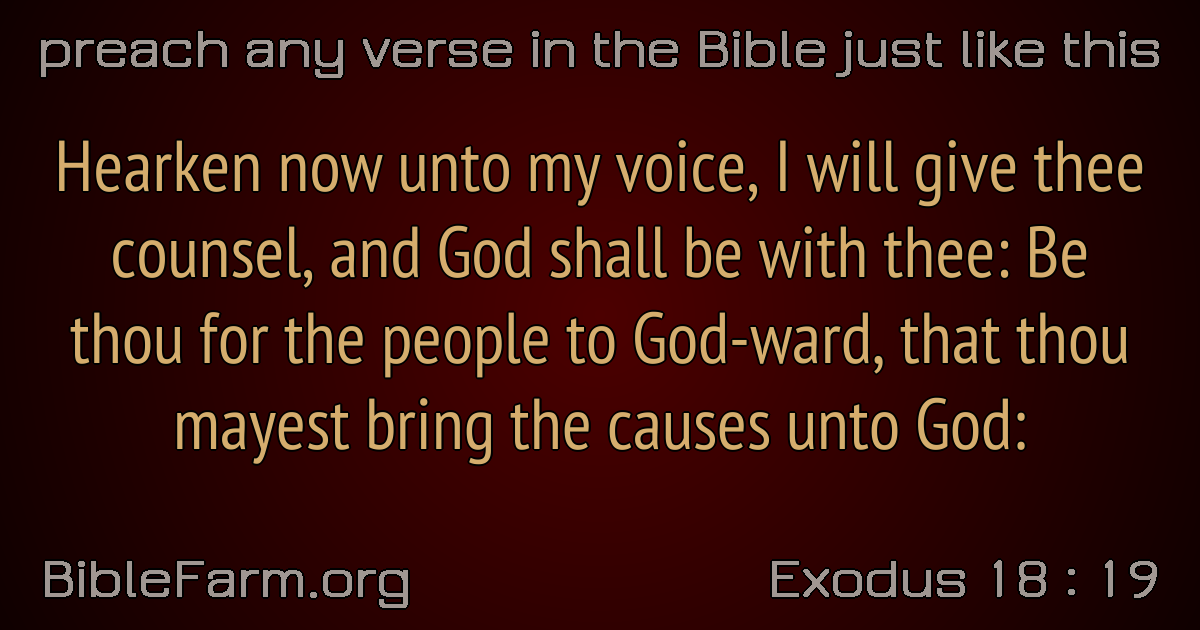 preach any verse in the Bible just like this
Hearken now unto my voice, I will give thee
counsel, and God shall be with thee: Be
thou for the people to God-ward, that thou
mayest bring the causes unto God:
BibleFarm.org
Exodus 18 : 19